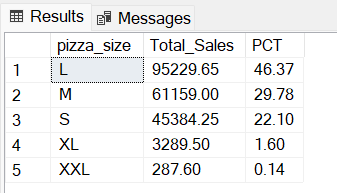 Results Messages
pizza_size Total_Sales PCT
1 L 95229.65 46.37
2 M 61159.00 29.78
3 S 45384.25 22.10
4 XL 3289.50 1.60
5 XXL 287.60 0.14